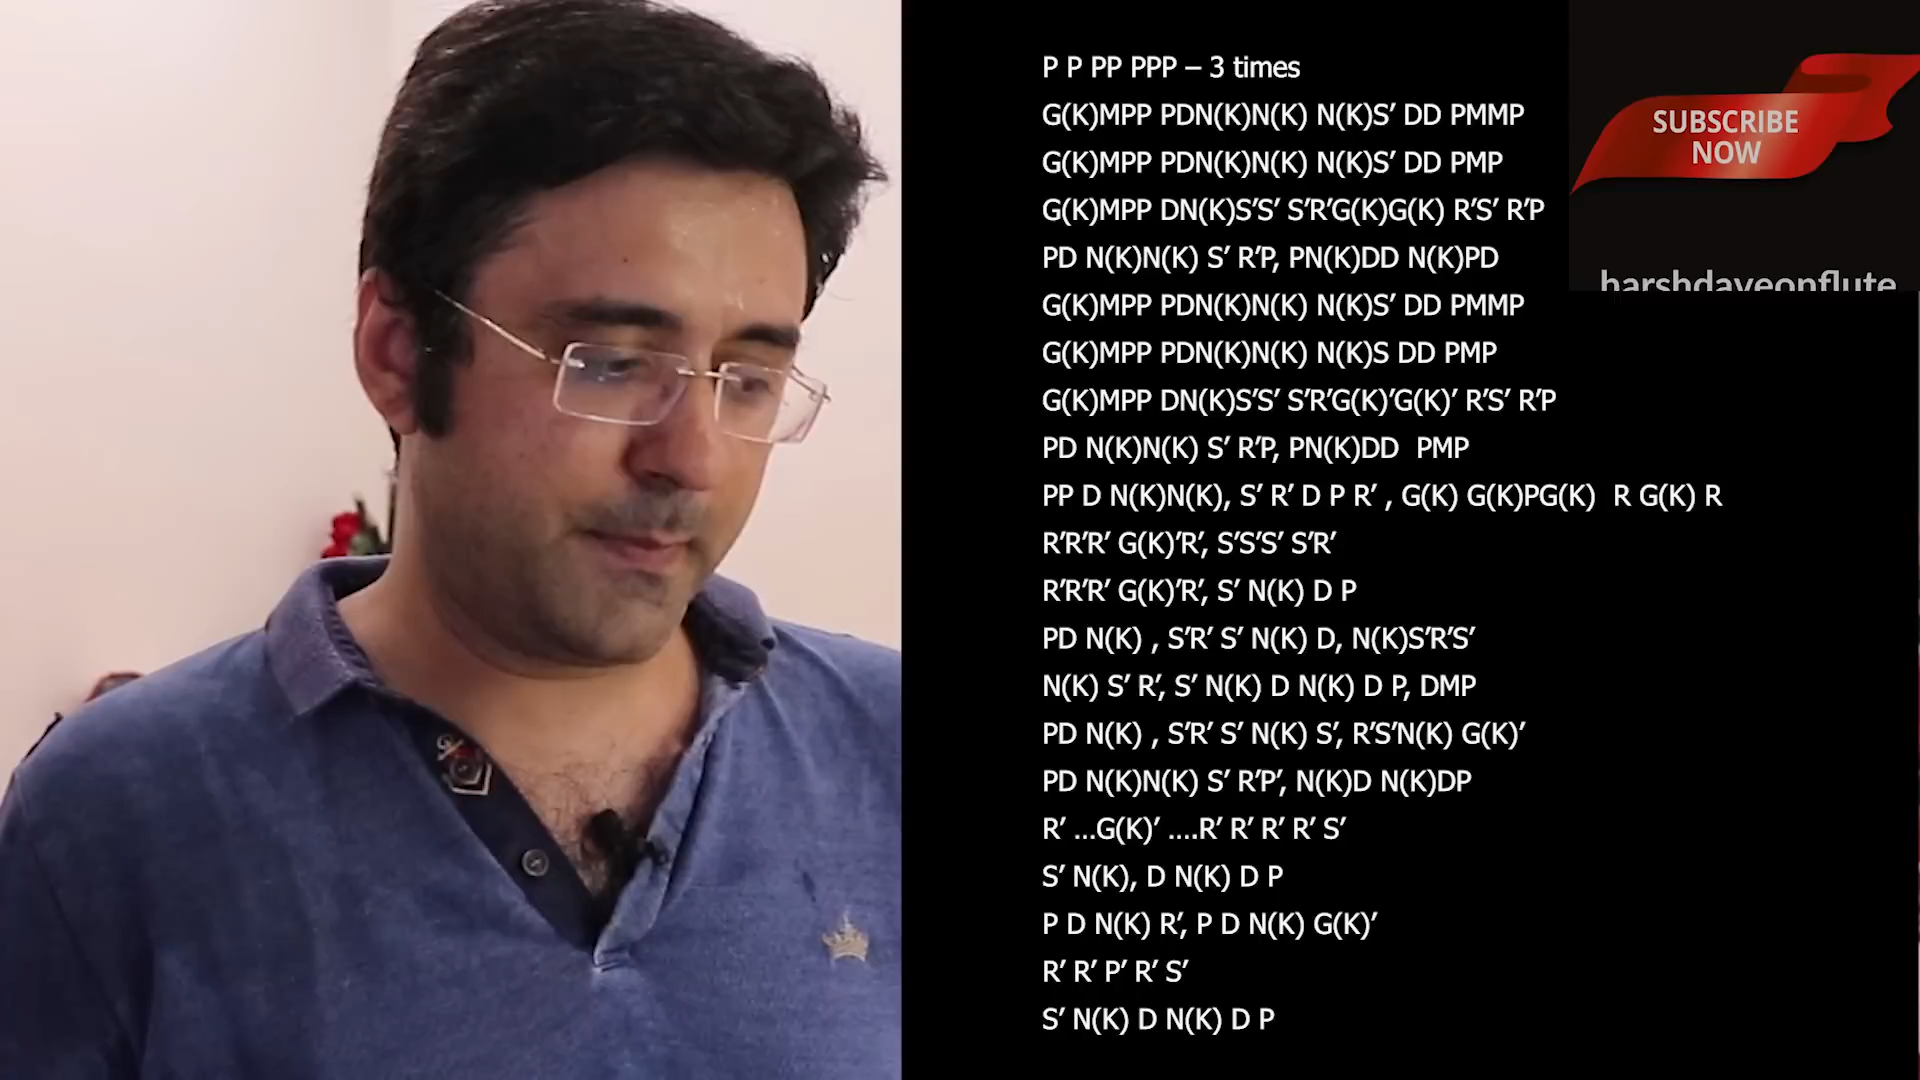 P P PP PPP – 3 times
G(K)MPP PDN(K)N(K) N(K)S’ DD PMMP
G(K)MPP PDN(K)N(K) N(K)S’ DD PMP
G(K)MPP DN(K)S’S’ S’R’G(K)G(K) R’S’ R’P
PD N(K)N(K) S’ R’P, PN(K)DD N(K)PD
G(K)MPP PDN(K)N(K) N(K)S’ DD PMMP
G(K)MPP PDN(K)N(K) N(K)S DD PMP
G(K)MPP DN(K)S’S’ S’R’G(K)’G(K)’ R’S’ R’P
PD N(K)N(K) S’ R’P, PN(K)DD  PMP
PP D N(K)N(K), S’ R’ D P R’ , G(K) G(K)PG(K)  R G(K) R
R’R’R’ G(K)’R’, S’S’S’ S’R’
R’R’R’ G(K)’R’, S’ N(K) D P
PD N(K) , S’R’ S’ N(K) D, N(K)S’R’S’
N(K) S’ R’, S’ N(K) D N(K) D P, DMP
PD N(K) , S’R’ S’ N(K) S’, R’S’N(K) G(K)’
PD N(K)N(K) S’ R’P’, N(K)D N(K)DP
R’ ...G(K)’ ....R’ R’ R’ R’ S’
S’ N(K), D N(K) D P
P D N(K) R’, P D N(K) G(K)’
R’ R’ P’ R’ S’
S’ N(K) D N(K) D P
SUBSCRIBE
NOW
harshdaveonflute